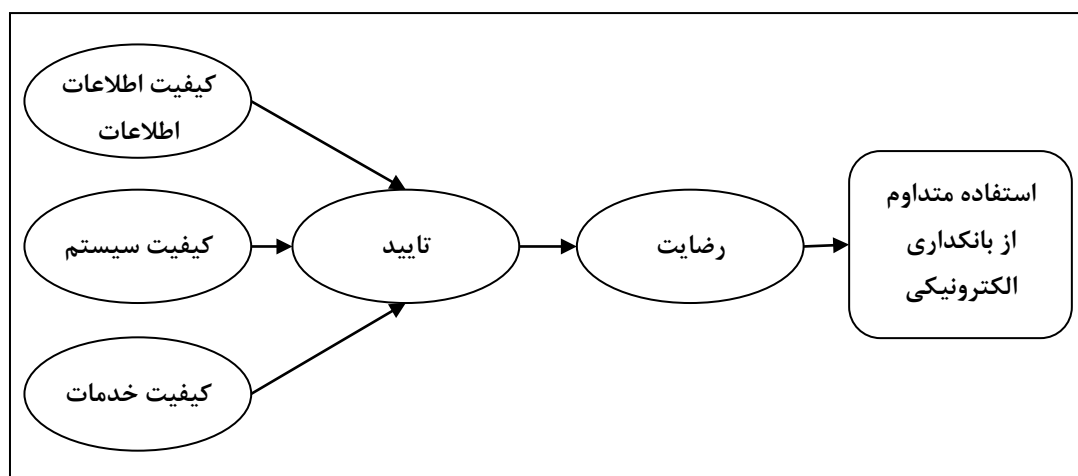 کیفیت اطلاعات
اطلاعات
کیفیت سیستم
کیفیت خدمات
تایید
رضایت
استفاده متداوم
از بانکداری
الکترونیکی